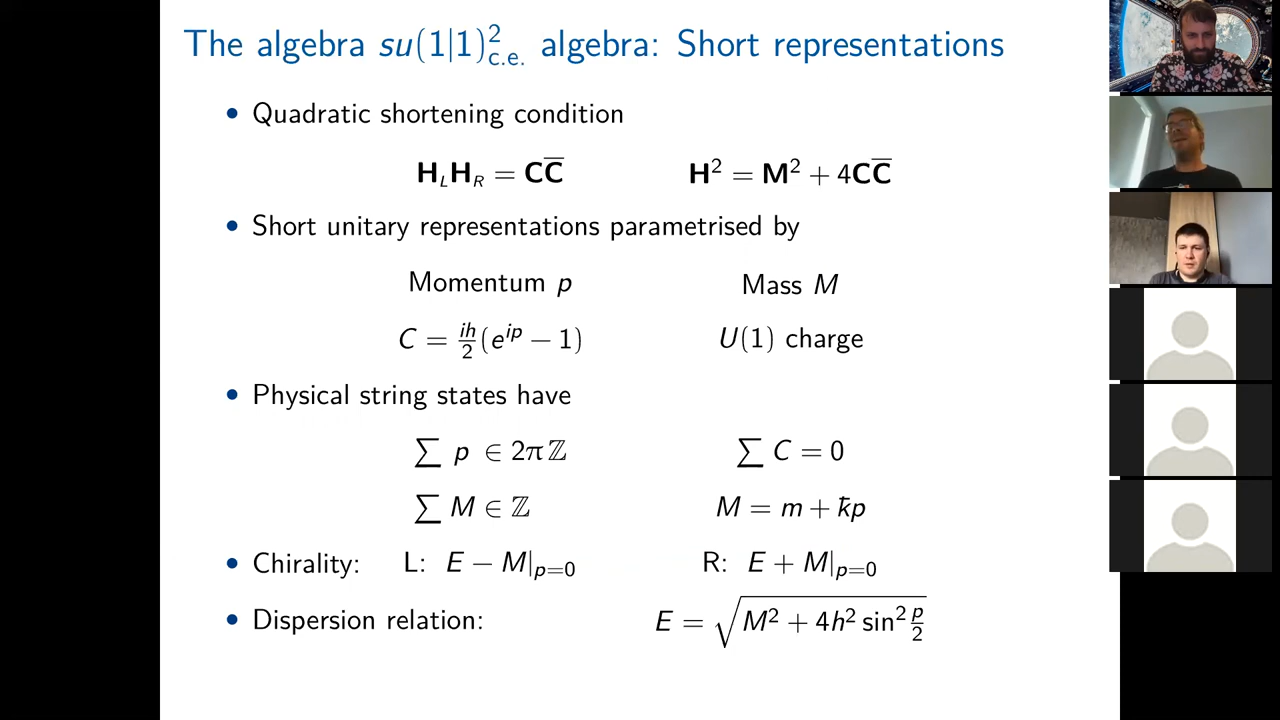 The algebra su(1|1)²c.e. algebra: Short representations
• Quadratic shortening condition
H_L H_R = CC̅    H² = M² + 4CC̅
• Short unitary representations parametrised by
Momentum p    Mass M
C = ih/2 (e^{ip} − 1)    U(1) charge
• Physical string states have
∑ p ∈ 2πℤ    ∑ C = 0
∑ M ∈ ℤ    M = m + ꝁp
• Chirality: L: E − M|_{p=0}    R: E + M|_{p=0}
• Dispersion relation: E = √(M² + 4h² sin² p/2)